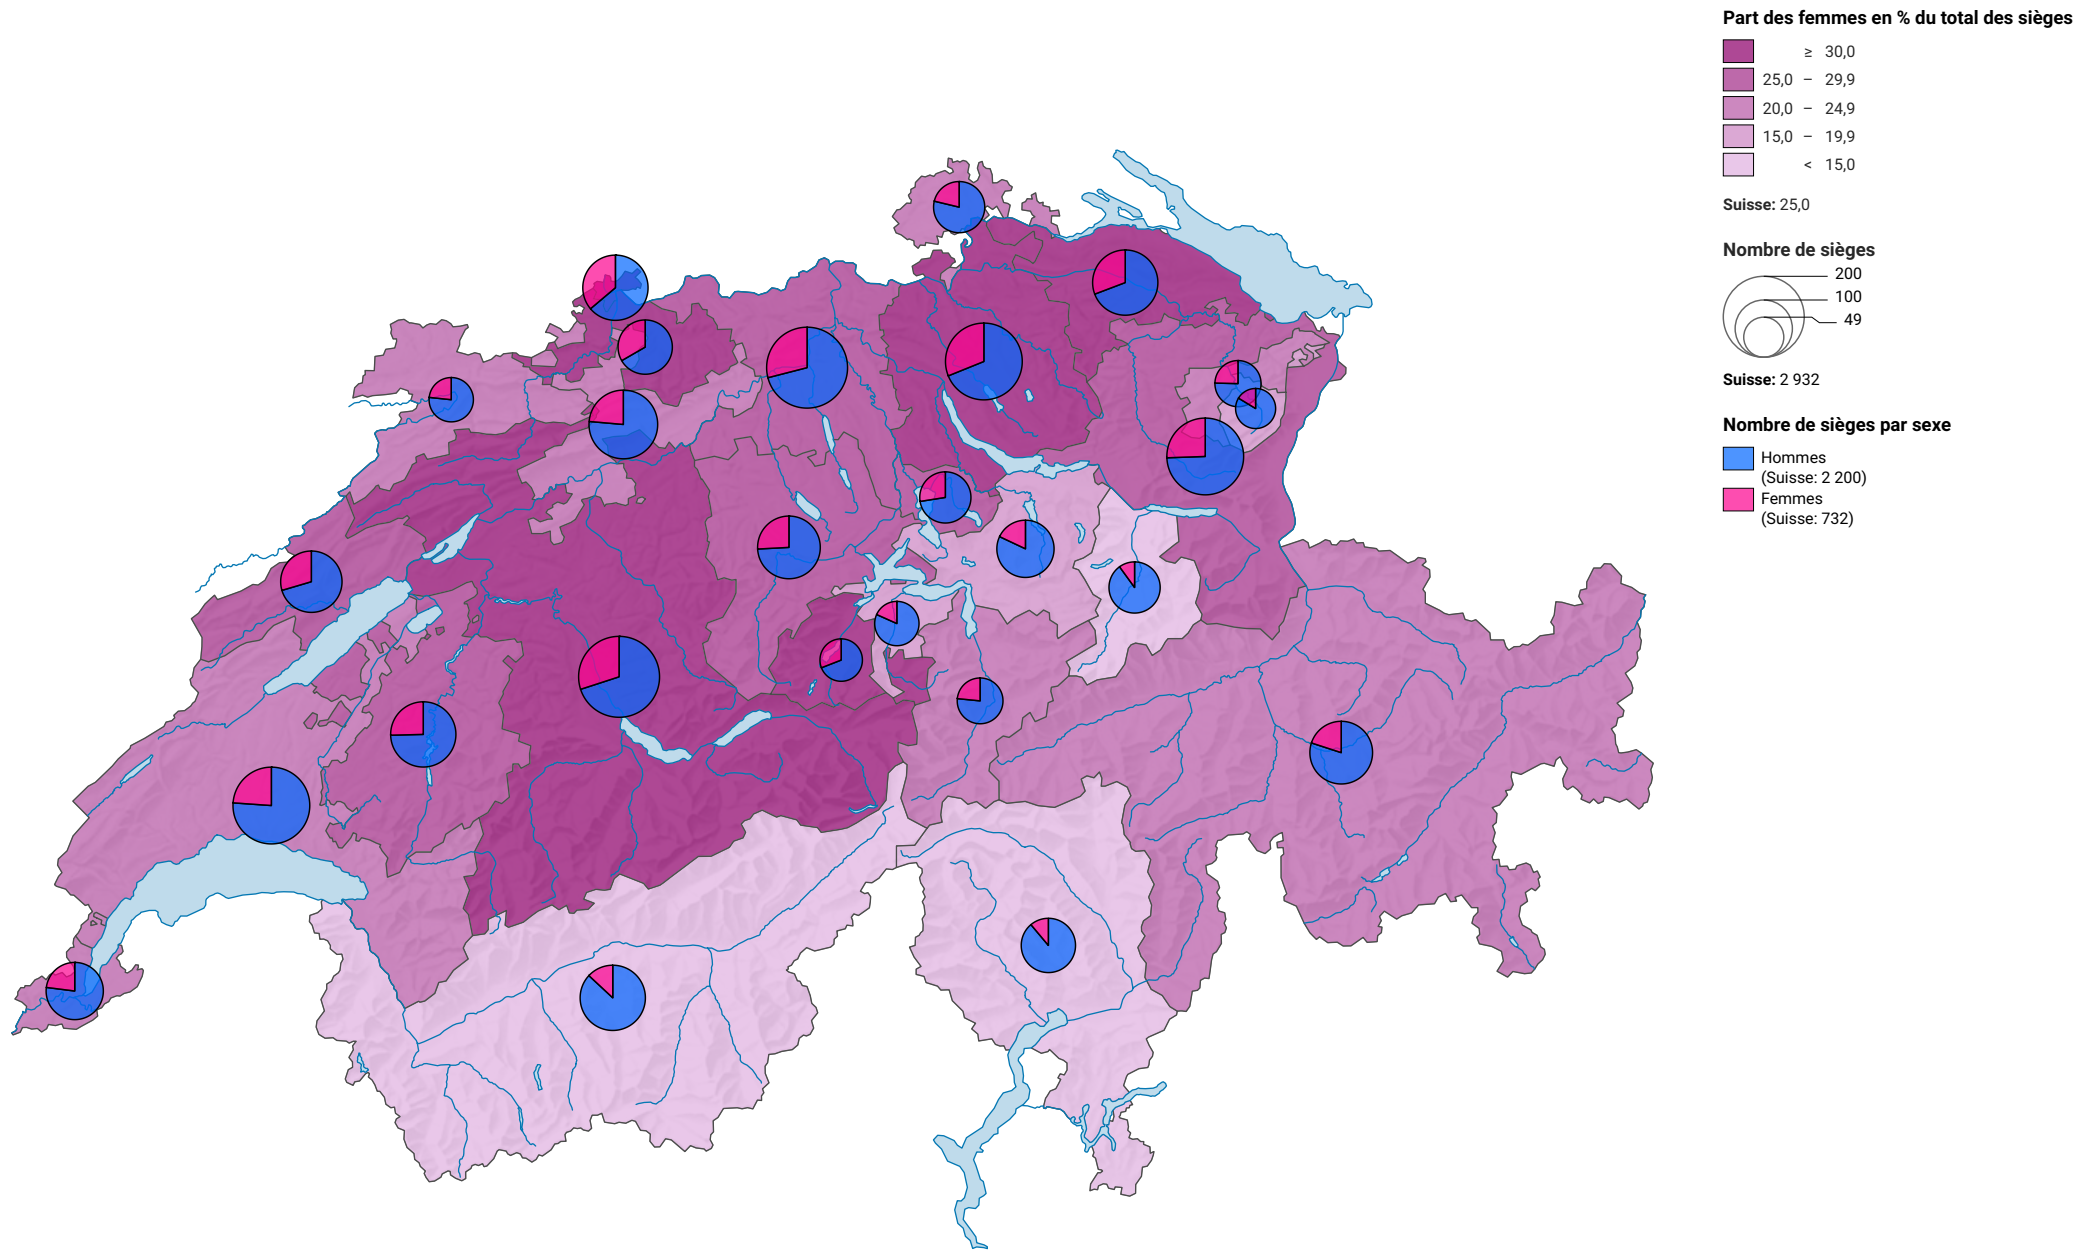 Part des femmes en % du total des sièges
≥ 30,0
25,0 – 29,9
20,0 – 24,9
15,0 – 19,9
< 15,0
Suisse: 25,0
Nombre de sièges
200
100
49
Suisse: 2 932
Nombre de sièges par sexe
Hommes
(Suisse: 2 200)
Femmes
(Suisse: 732)